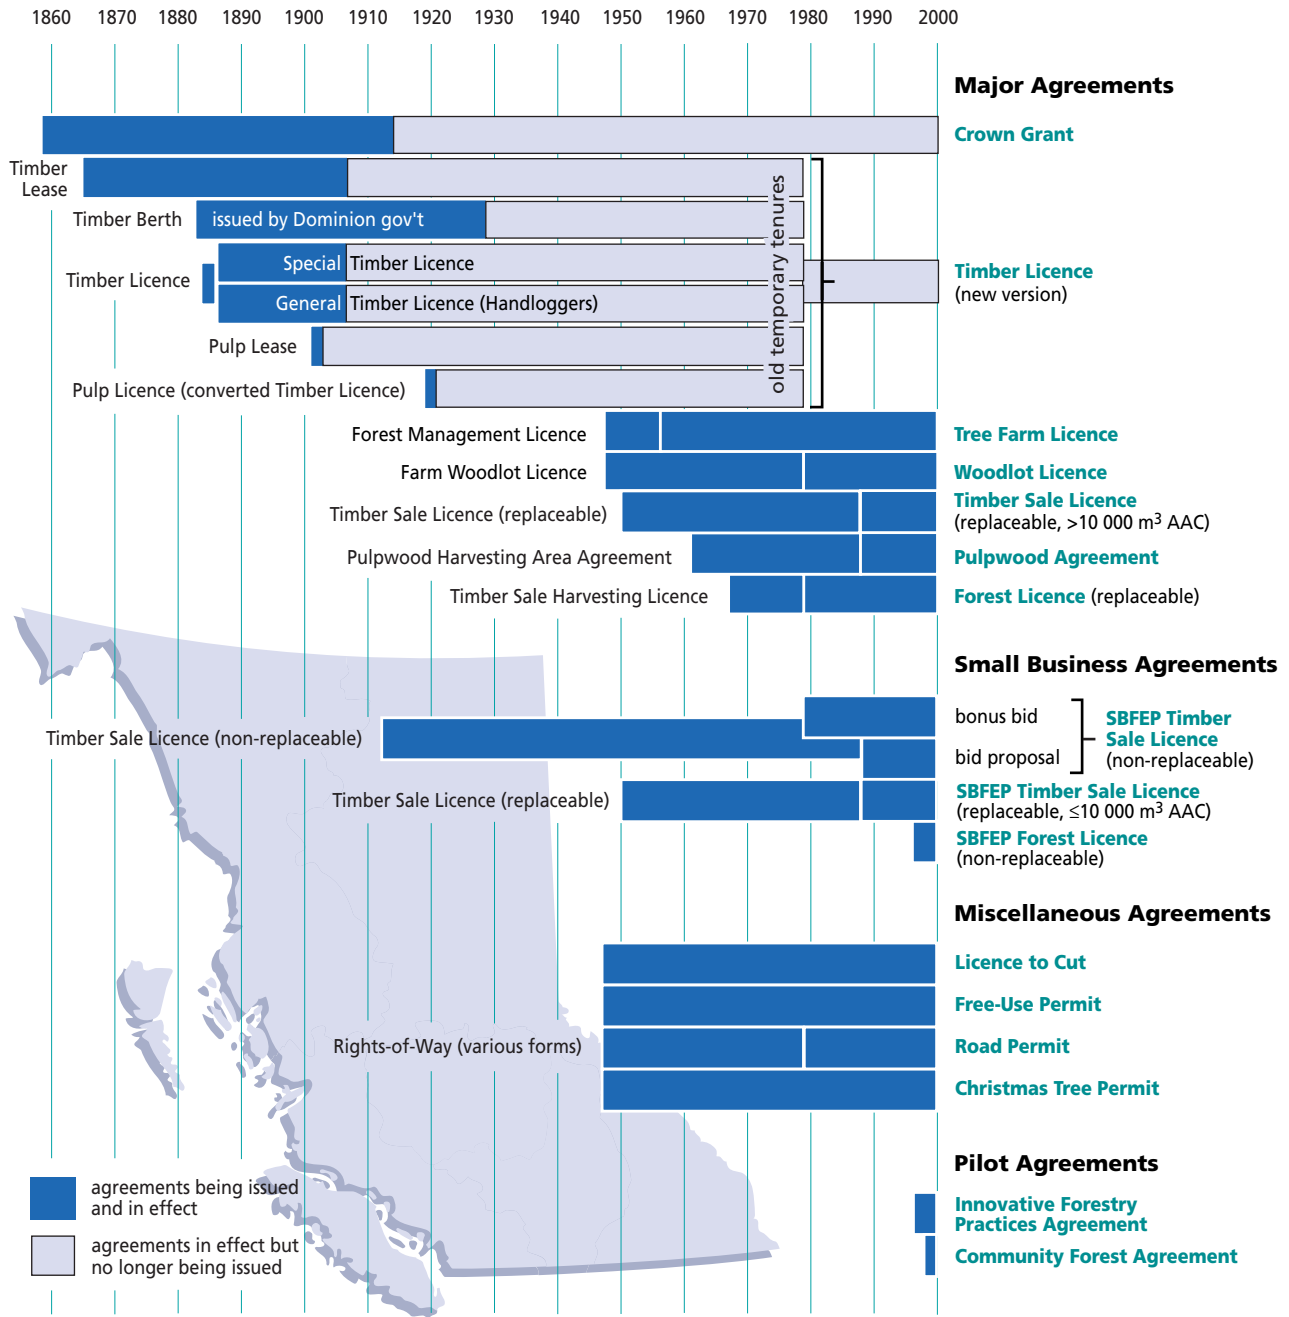 1860 1870 1880 1890 1900 1910 1920 1930 1940 1950 1960 1970 1980 1990 2000
Major Agreements
Crown Grant
Timber
Lease
Timber Berth
issued by Dominion gov't
Timber Licence
Special
Timber Licence
General
Timber Licence (Handloggers)
Pulp Lease
Pulp Licence (converted Timber Licence)
old temporary tenures
Timber Licence
(new version)
Forest Management Licence
Tree Farm Licence
Farm Woodlot Licence
Woodlot Licence
Timber Sale Licence (replaceable)
Timber Sale Licence
(replaceable, >10 000 m³ AAC)
Pulpwood Harvesting Area Agreement
Pulpwood Agreement
Timber Sale Harvesting Licence
Forest Licence (replaceable)
Small Business Agreements
Timber Sale Licence (non-replaceable)
bonus bid
bid proposal
SBFEP Timber
Sale Licence
(non-replaceable)
Timber Sale Licence (replaceable)
SBFEP Timber Sale Licence
(replaceable, ≤10 000 m³ AAC)
SBFEP Forest Licence
(non-replaceable)
Miscellaneous Agreements
Licence to Cut
Free-Use Permit
Rights-of-Way (various forms)
Road Permit
Christmas Tree Permit
Pilot Agreements
Innovative Forestry
Practices Agreement
Community Forest Agreement
agreements being issued
and in effect
agreements in effect but
no longer being issued